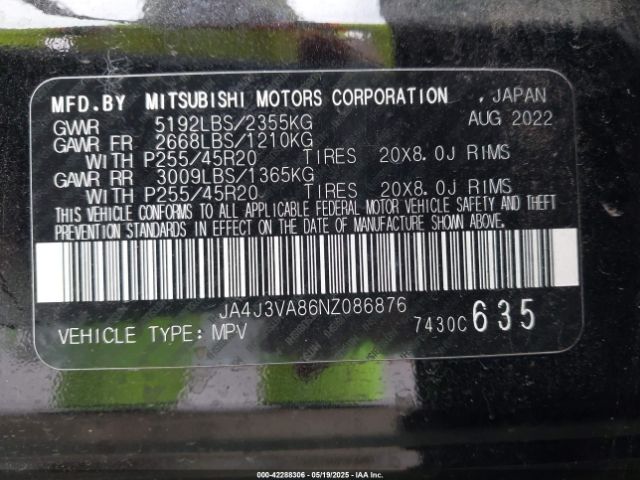 MFD.BY MITSUBISHI MOTORS CORPORATION , JAPAN
GWR 5192LBS/2355KG AUG 2022
GAWR FR 2668LBS/1210KG
WITH P255/45R20 TIRES 20X8.0J RIMS
GAWR RR 3009LBS/1365KG
WITH P255/45R20 TIRES 20X8.0J RIMS
THIS VEHICLE CONFORMS TO ALL APPLICABLE FEDERAL MOTOR VEHICLE SAFETY AND THEFT
PREVENTION STANDARDS IN EFFECT ON THE DATE OF MANUFACTURE SHOWN ABOVE.
JA4J3VA86NZ086876
VEHICLE TYPE: MPV 7430C 635
000-42288306 - 05/19/2025 - IAA Inc.